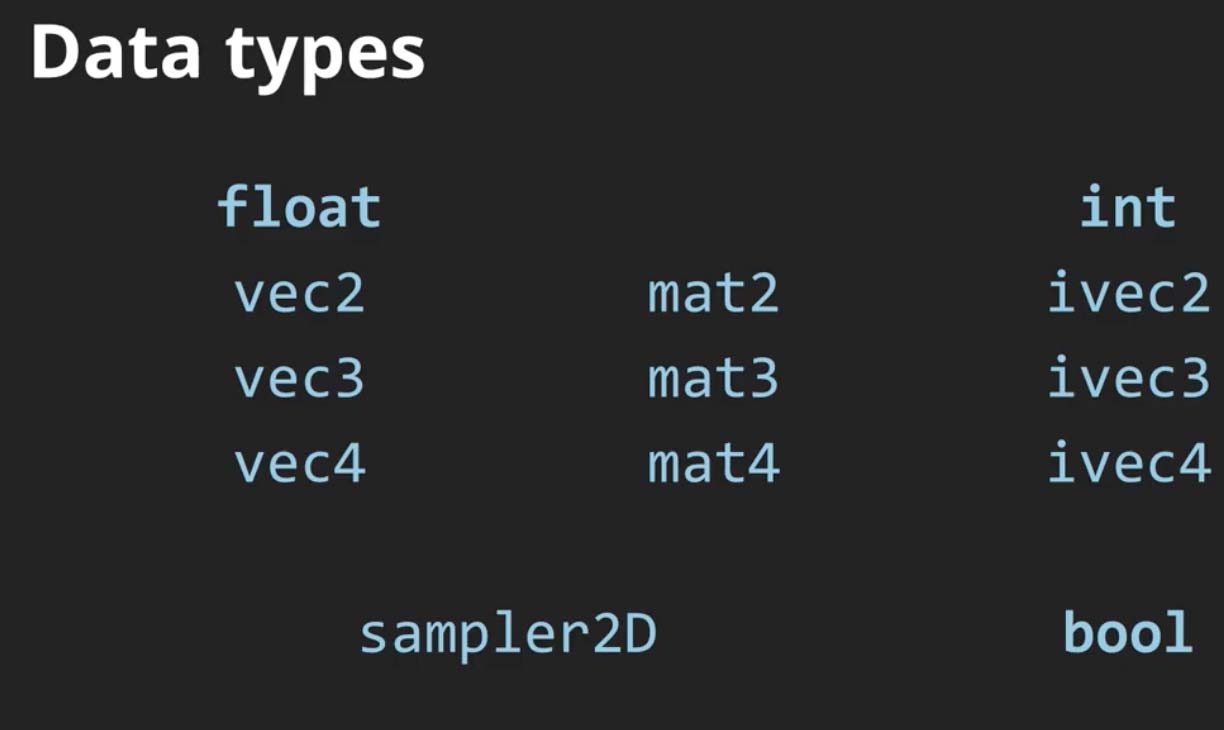 Data types
float int
vec2 mat2 ivec2
vec3 mat3 ivec3
vec4 mat4 ivec4
sampler2D bool